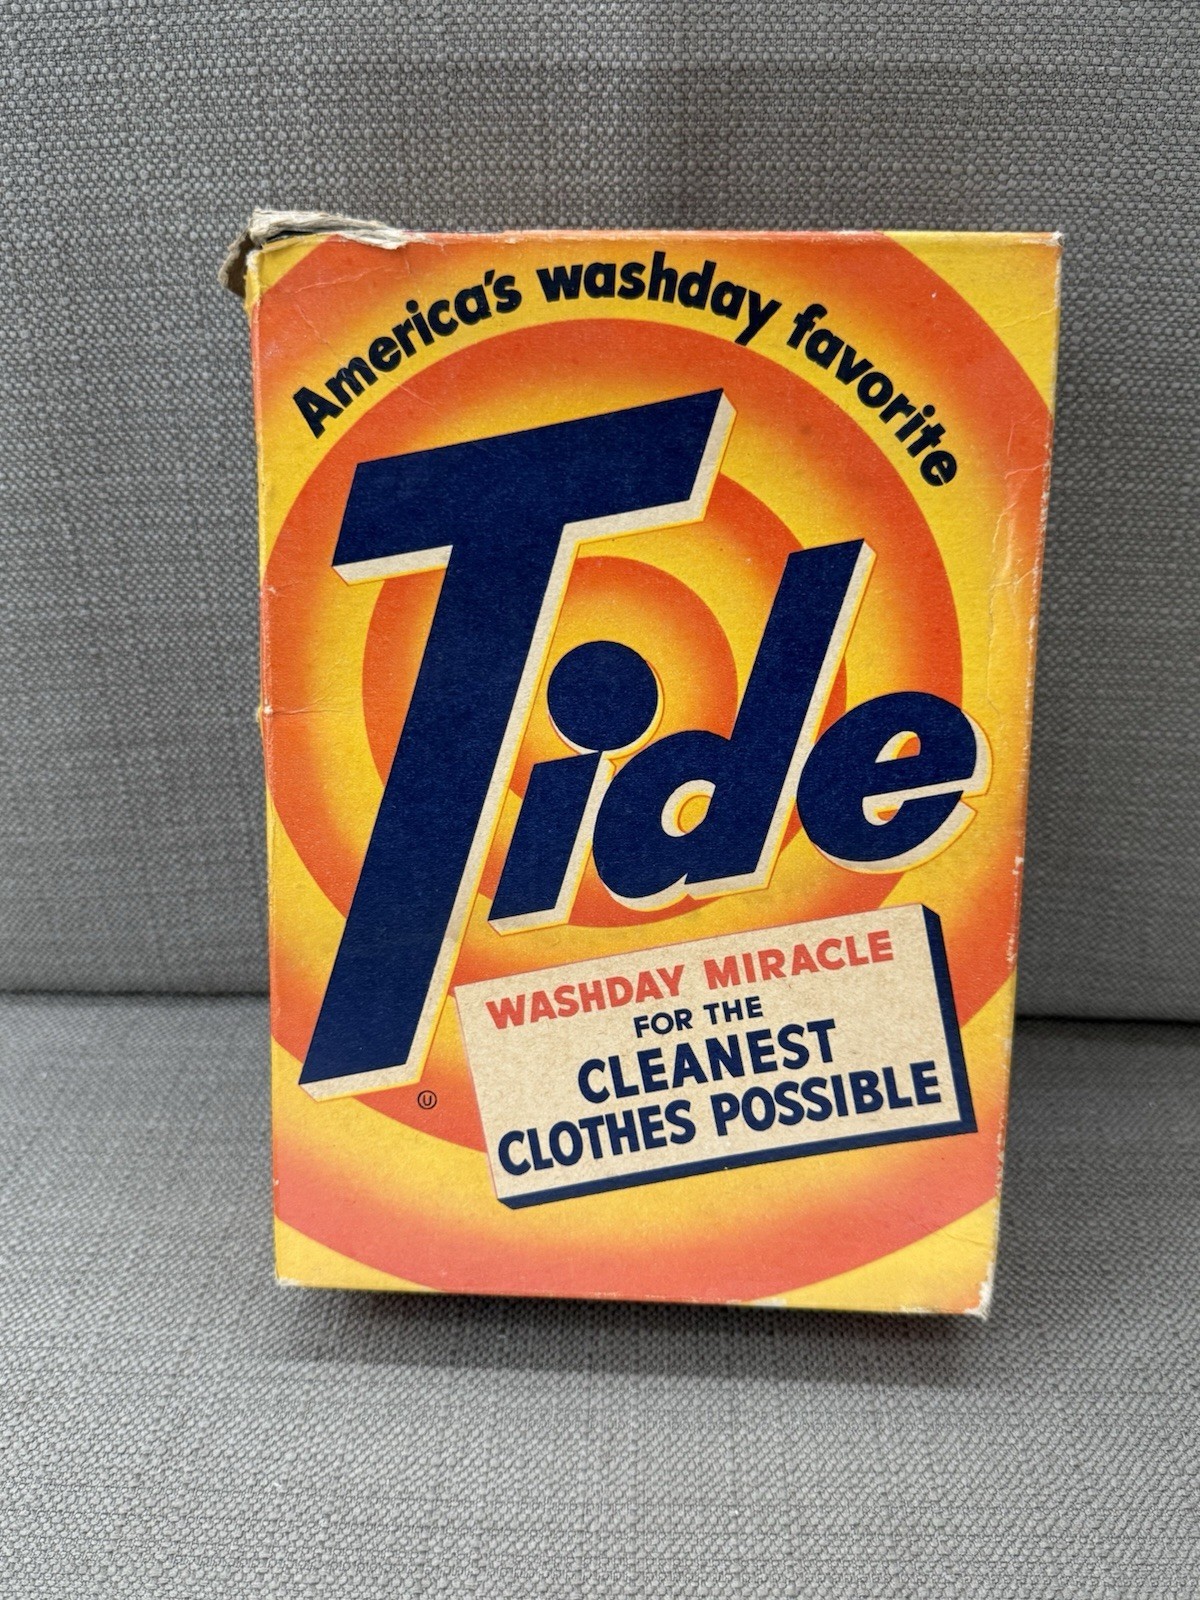 America's washday favorite
Tide
WASHDAY MIRACLE
FOR THE
CLEANEST
CLOTHES POSSIBLE
Ⓤ